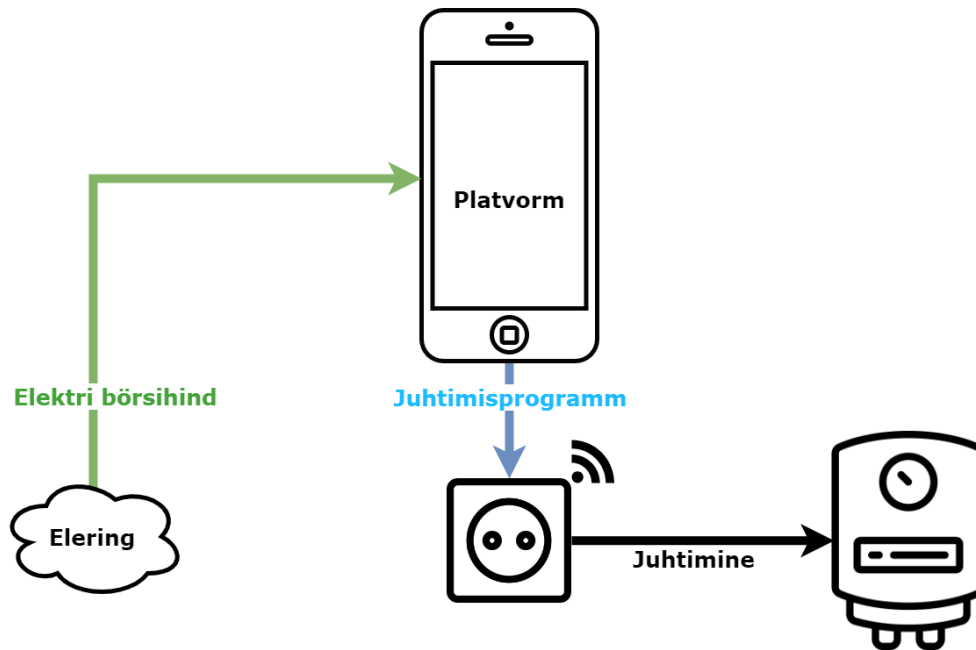 Platvorm
Elektri börsihind
Juhtimisprogramm
Elering
Juhtimine